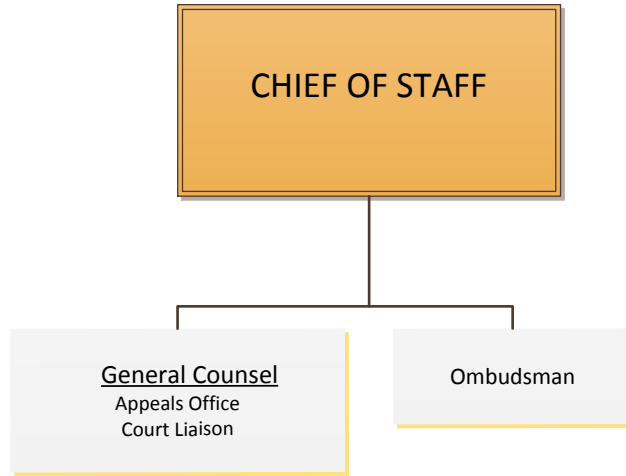 CHIEF OF STAFF
General Counsel
Appeals Office
Court Liaison
Ombudsman